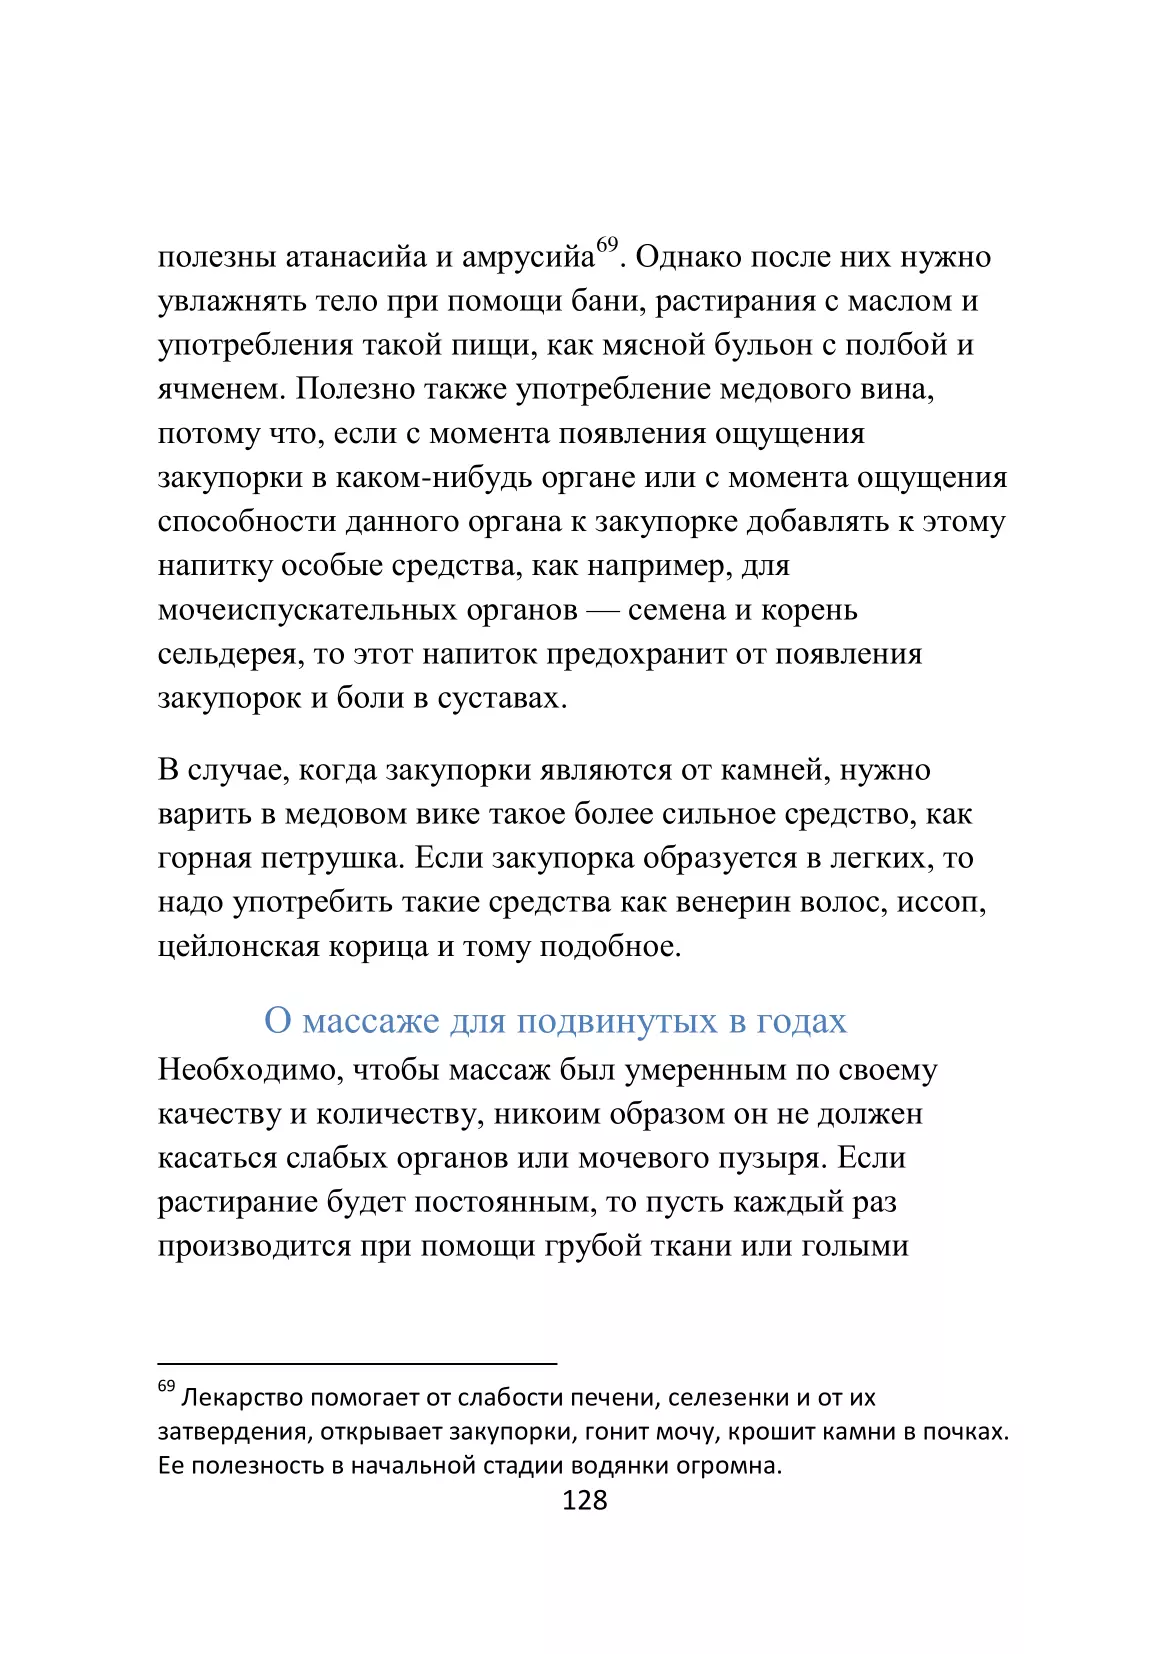 полезны атанасийа и амрусийа⁶⁹. Однако после них нужно
увлажнять тело при помощи бани, растирания с маслом и
употребления такой пищи, как мясной бульон с полбой и
ячменем. Полезно также употребление медового вина,
потому что, если с момента появления ощущения
закупорки в каком-нибудь органе или с момента ощущения
способности данного органа к закупорке добавлять к этому
напитку особые средства, как например, для
мочеиспускательных органов — семена и корень
сельдерея, то этот напиток предохранит от появления
закупорок и боли в суставах.
В случае, когда закупорки являются от камней, нужно
варить в медовом вике такое более сильное средство, как
горная петрушка. Если закупорка образуется в легких, то
надо употребить такие средства как венерин волос, иссоп,
цейлонская корица и тому подобное.
О массаже для подвинутых в годах
Необходимо, чтобы массаж был умеренным по своему
качеству и количеству, никоим образом он не должен
касаться слабых органов или мочевого пузыря. Если
растирание будет постоянным, то пусть каждый раз
производится при помощи грубой ткани или голыми
⁶⁹ Лекарство помогает от слабости печени, селезенки и от их
затвердения, открывает закупорки, гонит мочу, крошит камни в почках.
Ее полезность в начальной стадии водянки огромна.
128